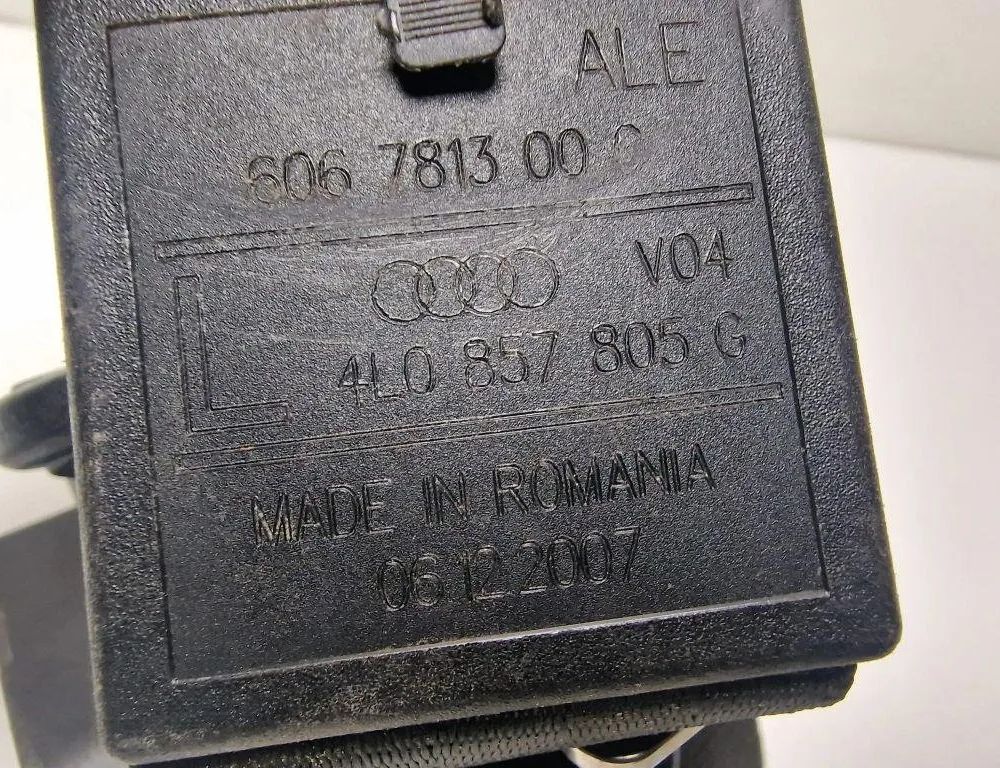 ALE
606 7813 00
V04
L
4L0 857 805 G
MADE IN ROMANIA
06.12.2007